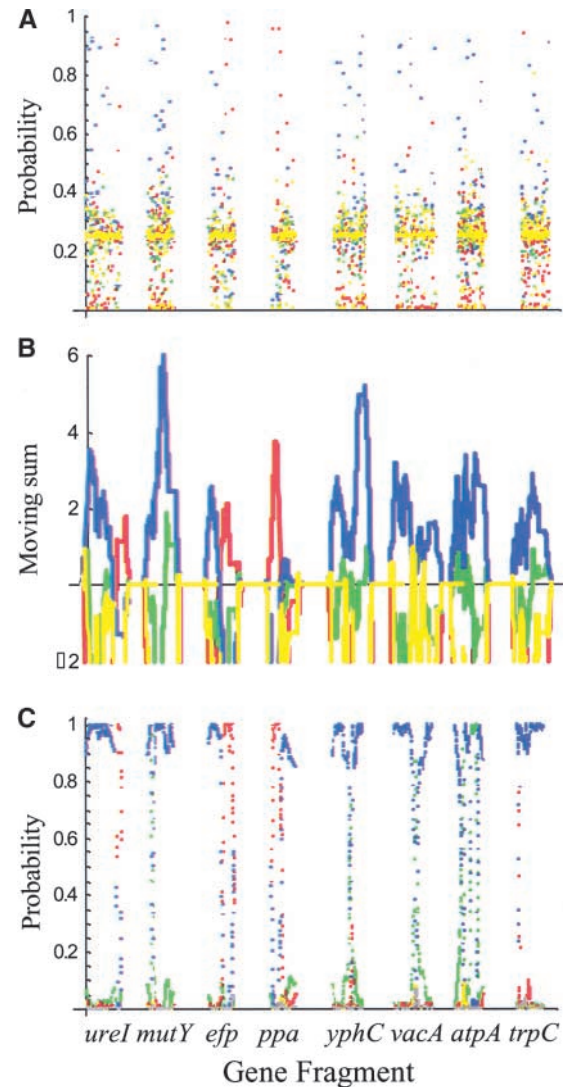 A
1
0.8
0.6
0.4
0.2
Probability
B
6
4
2
▯2
Moving sum
C
1
0.8
0.6
0.4
0.2
Probability
ureI mutY efp ppa yphC vacA atpA trpC
Gene Fragment